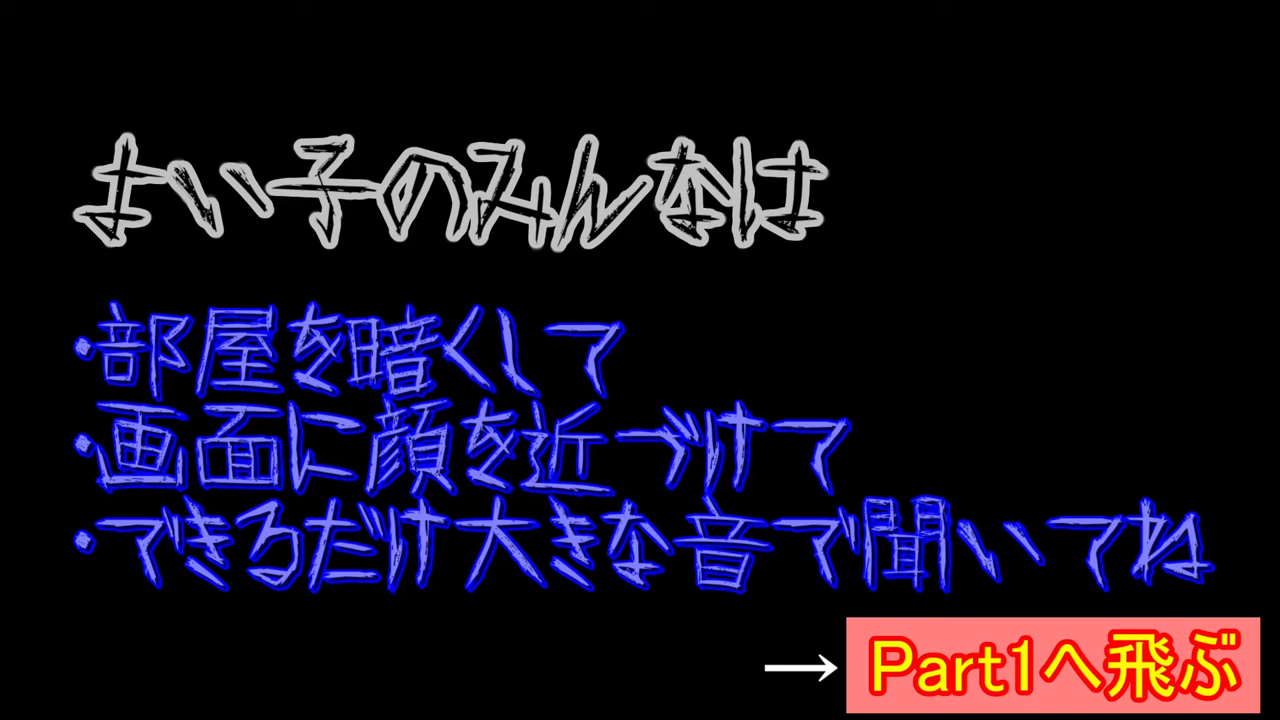 よい子のみんなは
・部屋を暗くして
・画面に顔を近づけて
・できるだけ大きな音で聞いてね
→ Part1へ飛ぶ